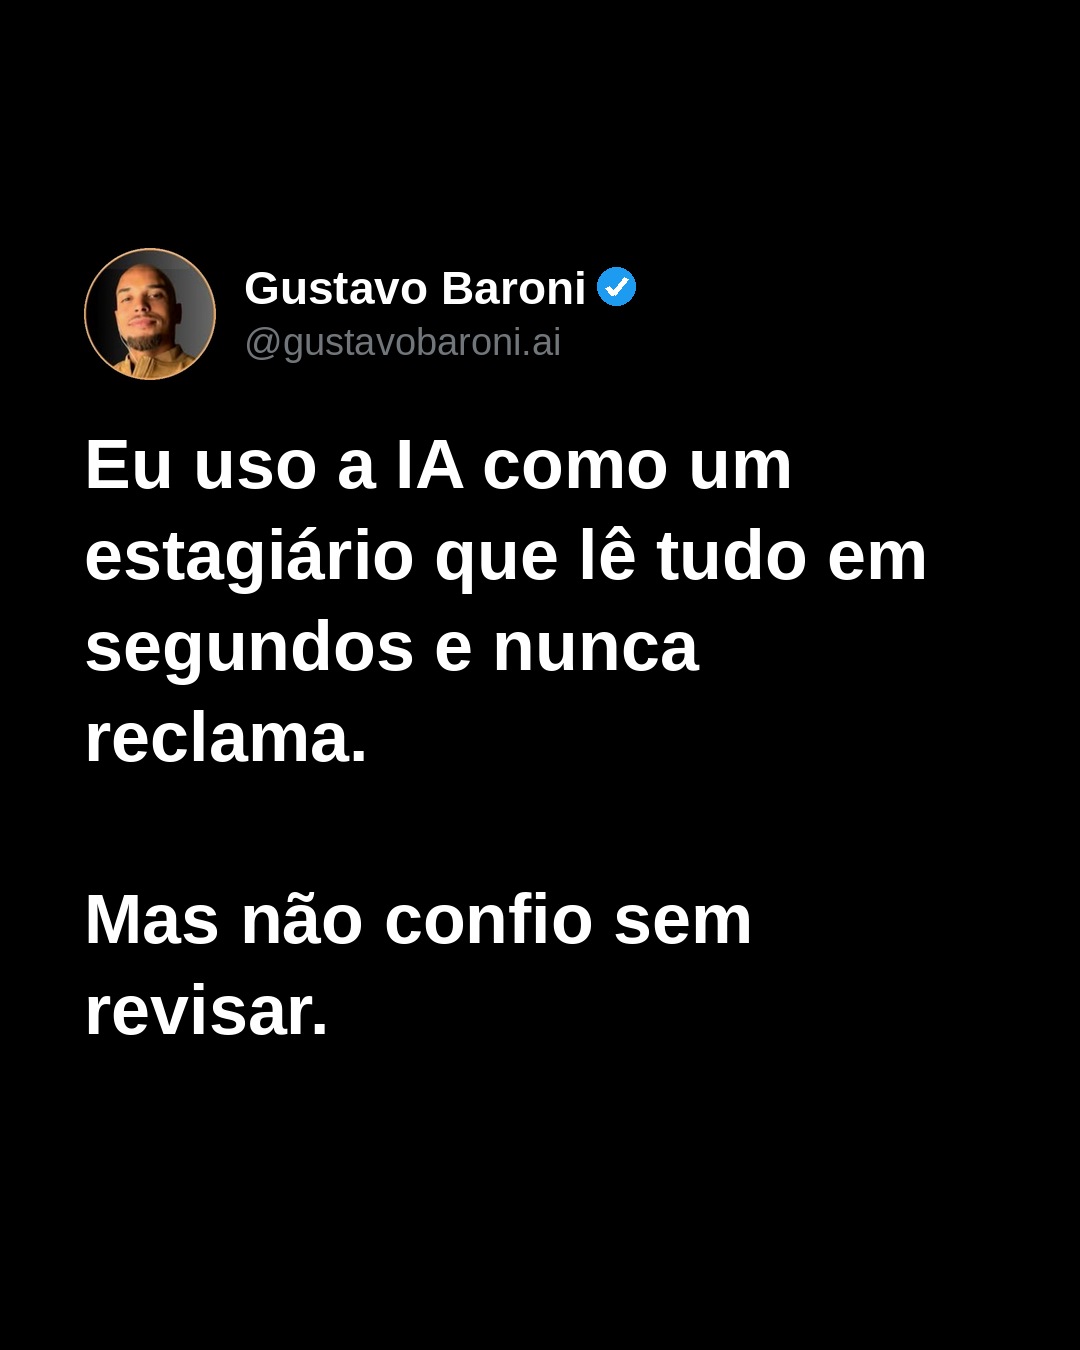 Gustavo Baroni
@gustavobaroni.ai
Eu uso a IA como um
estagiário que lê tudo em
segundos e nunca
reclama.
Mas não confio sem
revisar.